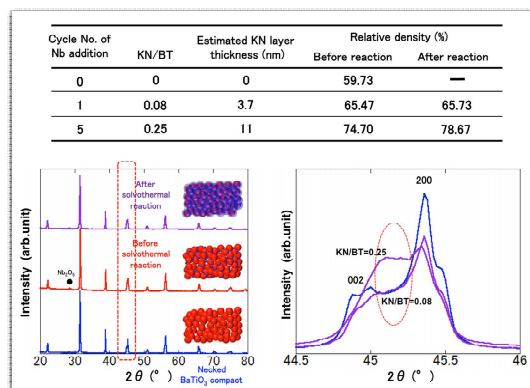 Cycle No. of Nb addition KN/BT Estimated KN layer thickness (nm) Relative density (%)
Before reaction After reaction
0 0 0 59.73 —
1 0.08 3.7 65.47 65.73
5 0.25 11 74.70 78.67
Intensity (arb.unit)
After
solvothermal
reaction
Before
solvothermal
reaction
Nb₂O₅
20 30 40 50 60 70 80
2θ (°)
Necked
BaTiO₃ compact
Intensity (arb.unit)
200
KN/BT=0.25
002
KN/BT=0.08
44.5 45 45.5 46
2θ (°)